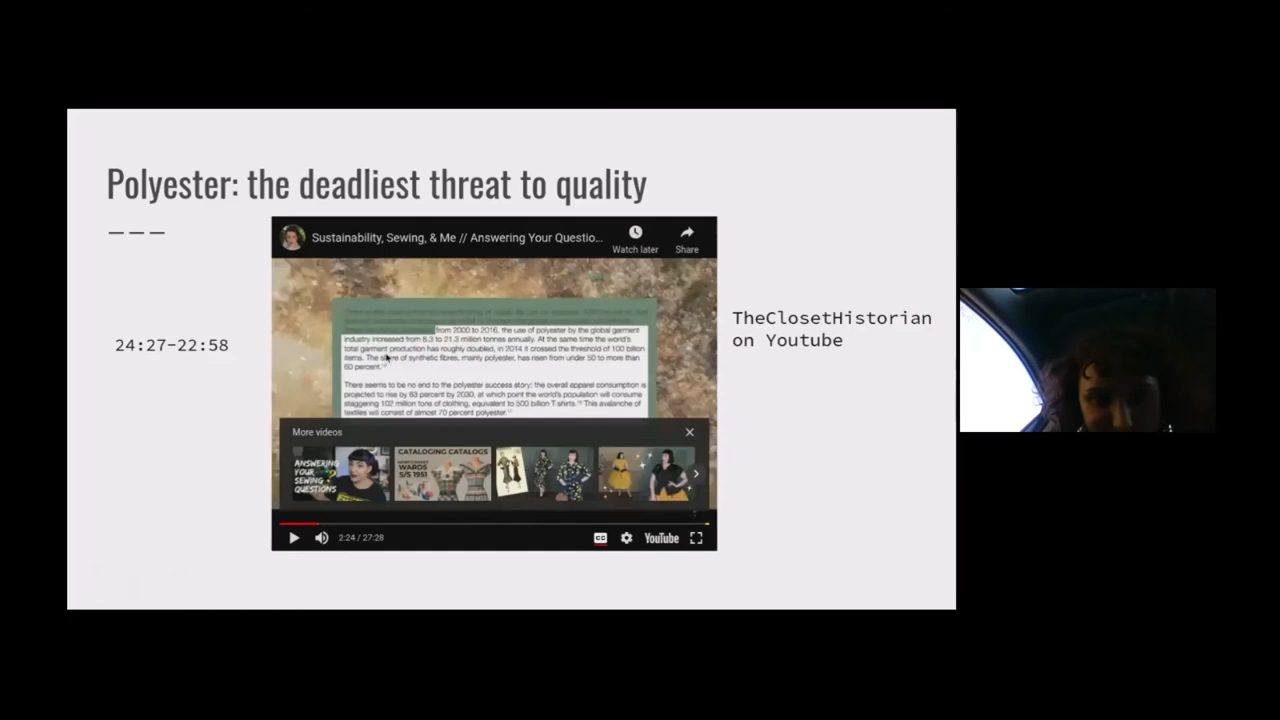 Polyester: the deadliest threat to quality
Sustainability, Sewing, & Me // Answering Your Questio...
Watch later
Share
from 2000 to 2016, the use of polyester by the global garment
industry increased from 8.3 to 21.3 million tonnes annually. At the same time the world's
total garment production has roughly doubled, in 2014 it crossed the threshold of 100 billion
items. The share of synthetic fibres, mainly polyester, has risen from under 50 to more than
60 percent.
There seems to be no end to the polyester success story: the overall apparel consumption is
projected to rise by 63 percent by 2030, at which point the world's population will consume
staggering 102 million tons of clothing, equivalent to 500 billion T-shirts. This avalanche of
textiles will consist of almost 70 percent polyester.
24:27-22:58
TheClosetHistorian
on Youtube
More videos
ANSWERING
YOUR
SEWING
QUESTIONS
CATALOGING CATALOGS
WARDS
S/S 1951
2:24 / 27:28
CC
YouTube